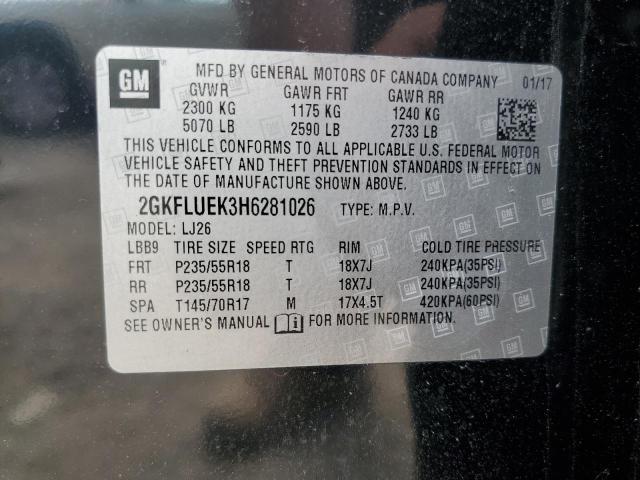 GM
MFD BY GENERAL MOTORS OF CANADA COMPANY 01/17
GVWR GAWR FRT GAWR RR
2300 KG 1175 KG 1240 KG
5070 LB 2590 LB 2733 LB
THIS VEHICLE CONFORMS TO ALL APPLICABLE U.S. FEDERAL MOTOR
VEHICLE SAFETY AND THEFT PREVENTION STANDARDS IN EFFECT ON
THE DATE OF MANUFACTURE SHOWN ABOVE.
2GKFLUEK3H6281026 TYPE: M.P.V.
MODEL: LJ26
LBB9 TIRE SIZE SPEED RTG RIM COLD TIRE PRESSURE
FRT P235/55R18 T 18X7J 240KPA(35PSI)
RR P235/55R18 T 18X7J 240KPA(35PSI)
SPA T145/70R17 M 17X4.5T 420KPA(60PSI)
SEE OWNER'S MANUAL FOR MORE INFORMATION.